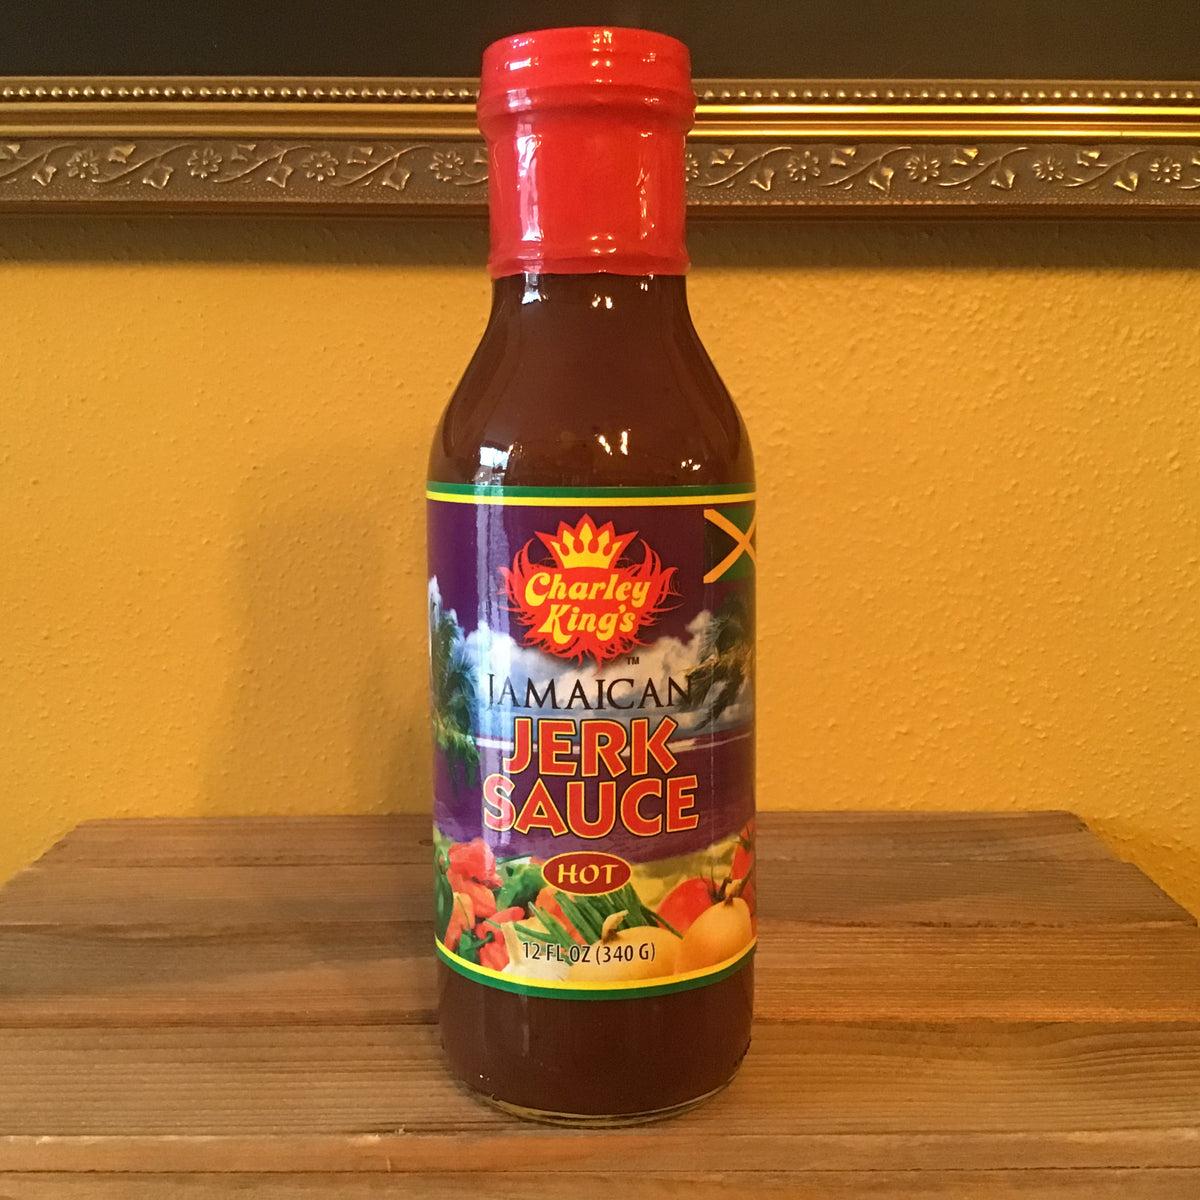 Charley
King's
TM
JAMAICAN
JERK
SAUCE
HOT
12 FL OZ (340 G)